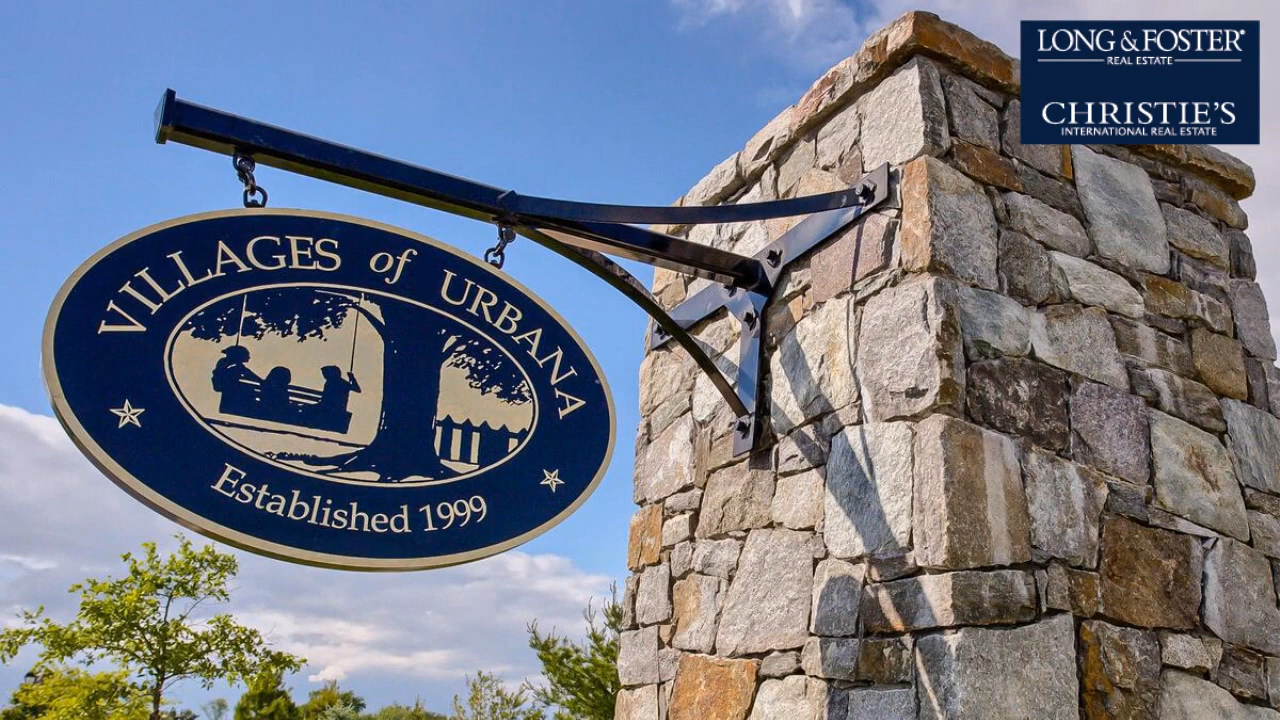 VILLAGES of URBANA
Established 1999
LONG & FOSTER®
REAL ESTATE
CHRISTIE'S
INTERNATIONAL REAL ESTATE